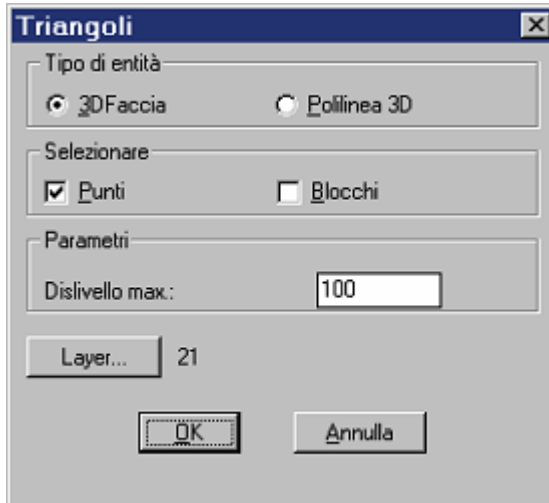 Triangoli
Tipo di entità
3DFaccia Polilinea 3D
Selezionare
Punti Blocchi
Parametri
Dislivello max.: 100
Layer... 21
OK Annulla